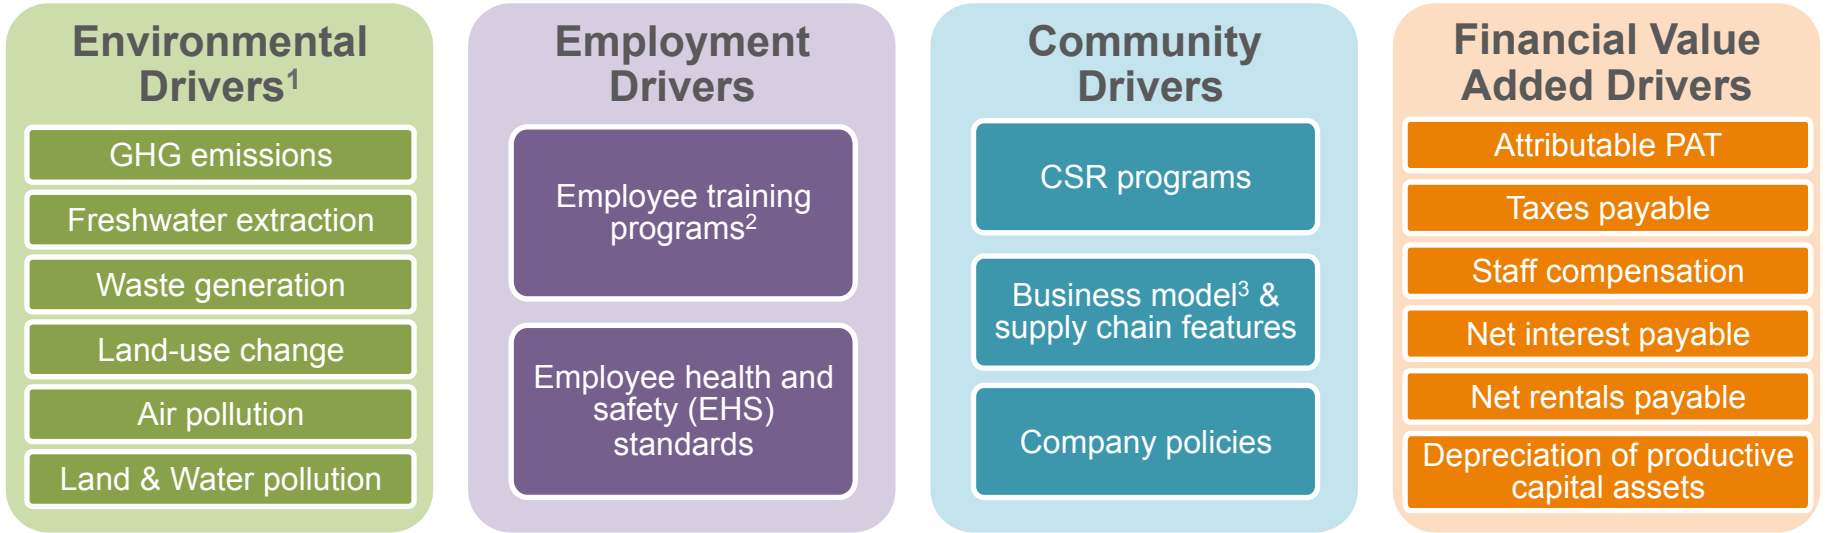 Environmental
Drivers¹
GHG emissions
Freshwater extraction
Waste generation
Land-use change
Air pollution
Land & Water pollution
Employment
Drivers
Employee training
programs²
Employee health and
safety (EHS)
standards
Community
Drivers
CSR programs
Business model³ &
supply chain features
Company policies
Financial Value
Added Drivers
Attributable PAT
Taxes payable
Staff compensation
Net interest payable
Net rentals payable
Depreciation of productive
capital assets